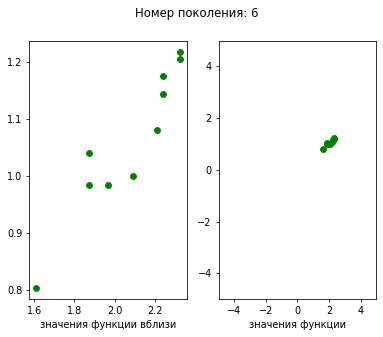 Номер поколения: 6
1.2
1.1
1.0
0.9
0.8
1.6 1.8 2.0 2.2
значения функции вблизи
4
2
0
−2
−4
−4 −2 0 2 4
значения функции